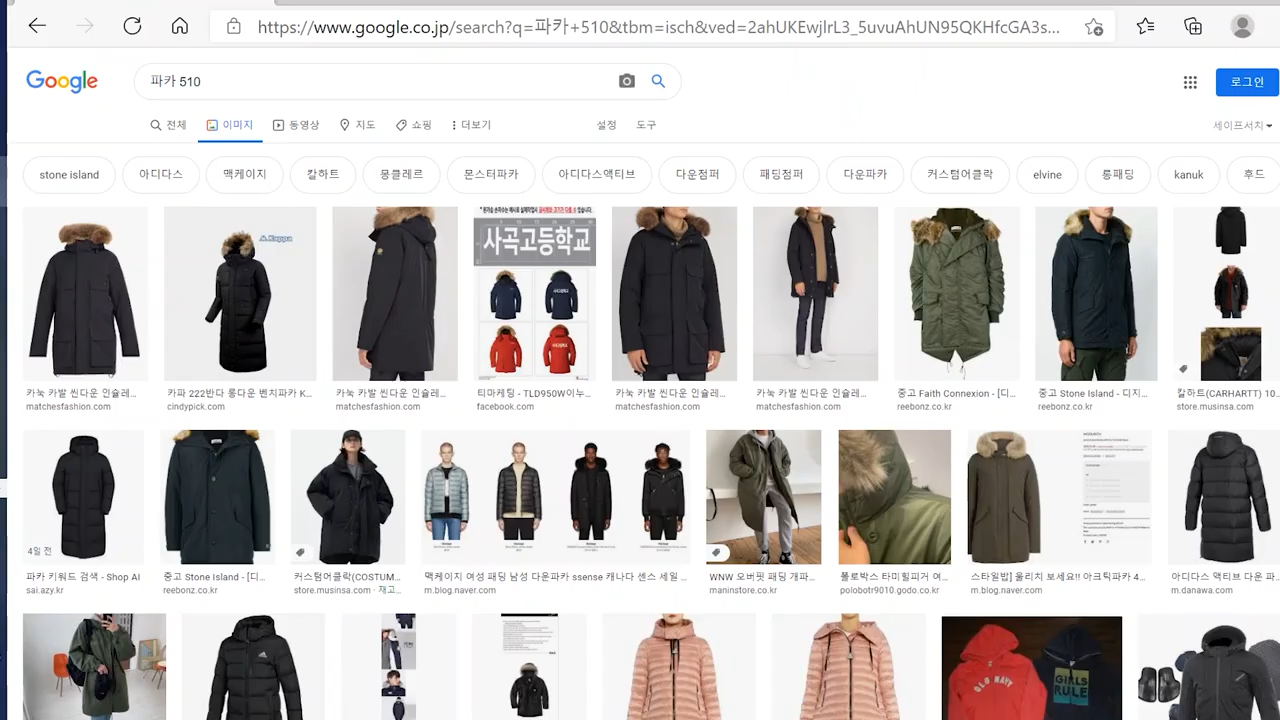 https://www.google.co.jp/search?q=파카+510&tbm=isch&ved=2ahUKEwjlrL3_5uvuAhUN95QKHfcGA3s...
Google
파카 510
로그인
전체 이미지 동영상 지도 쇼핑 더보기 설정 도구
세이프서치
stone island 아디다스 맥케이지 칼하트 몽클레르 몬스터파카 아디다스액티브 다운점퍼 패딩점퍼 다운파카 커스텀어클락 elvine 롱패딩 kanuk 후드
Kappa
사곡고등학교
카눅 카발 씬다운 인슐레...
matchesfashion.com
카파 222반다 롱다운 벤치파카 K...
cindypick.com
카눅 카발 씬다운 인슐레...
matchesfashion.com
티마케팅 - TLD950W이누...
facebook.com
카눅 카발 씬다운 인슐레...
matchesfashion.com
카눅 카발 씬다운 인슐레...
matchesfashion.com
중고 Faith Connexion - [디...
reebonz.co.kr
중고 Stone Island - 디지...
reebonz.co.kr
칼하트(CARHARTT) 10...
store.musinsa.com
4일 전
파카 키워드 검색 - Shop AI
sai.azy.kr
중고 Stone Island - [디...
reebonz.co.kr
커스텀어클락(COSTUM...
store.musinsa.com · 재고...
맥케이지 여성 패딩 남성 다운파카 ssense 캐나다 센스 세일 ...
m.blog.naver.com
WNW 오버핏 패딩 개파...
maninstore.co.kr
폴로박스 타미힐피거 여...
polobotr9010.godo.co.kr
스타일밥] 울리치 보세요!! 아크틱파카 4...
m.blog.naver.com
아디다스 액티브 다운 파...
m.danawa.com
OLD NAVY
GIRLS
RULE